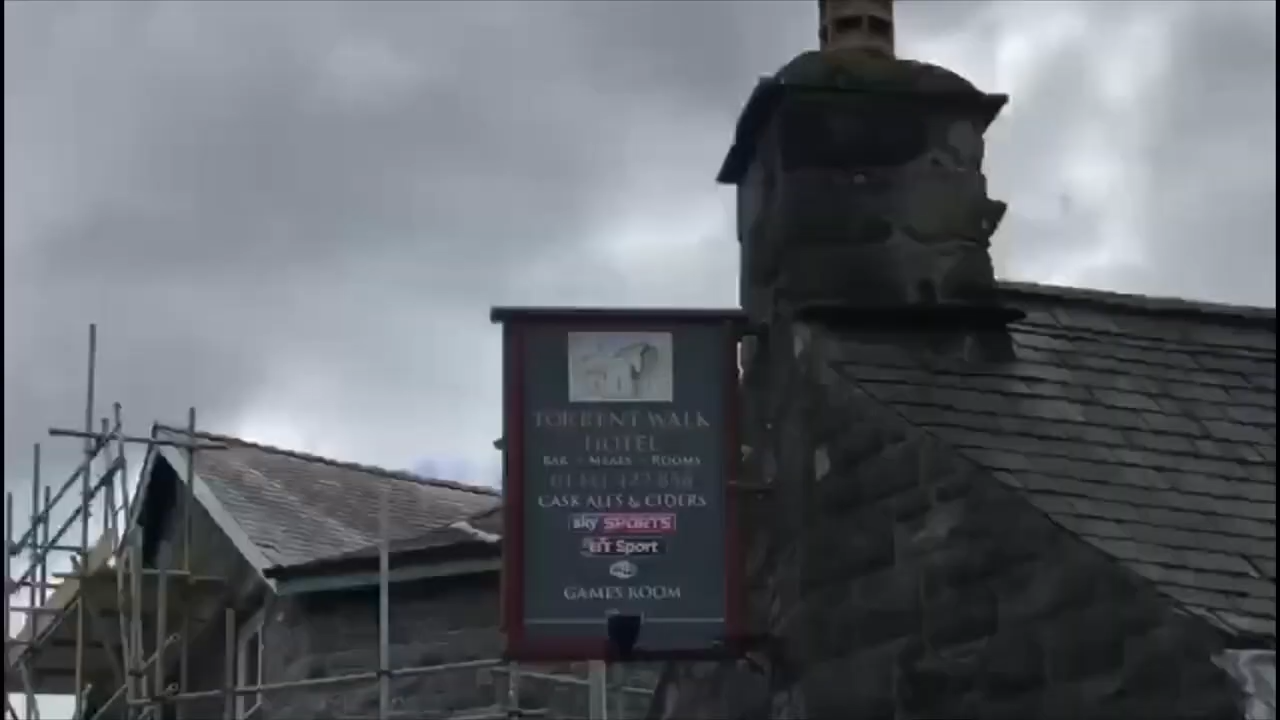 TORRENT WALK
HOTEL
BAR • MEALS • ROOMS
CASK ALES & CIDERS
sky SPORTS
BT Sport
GAMES ROOM